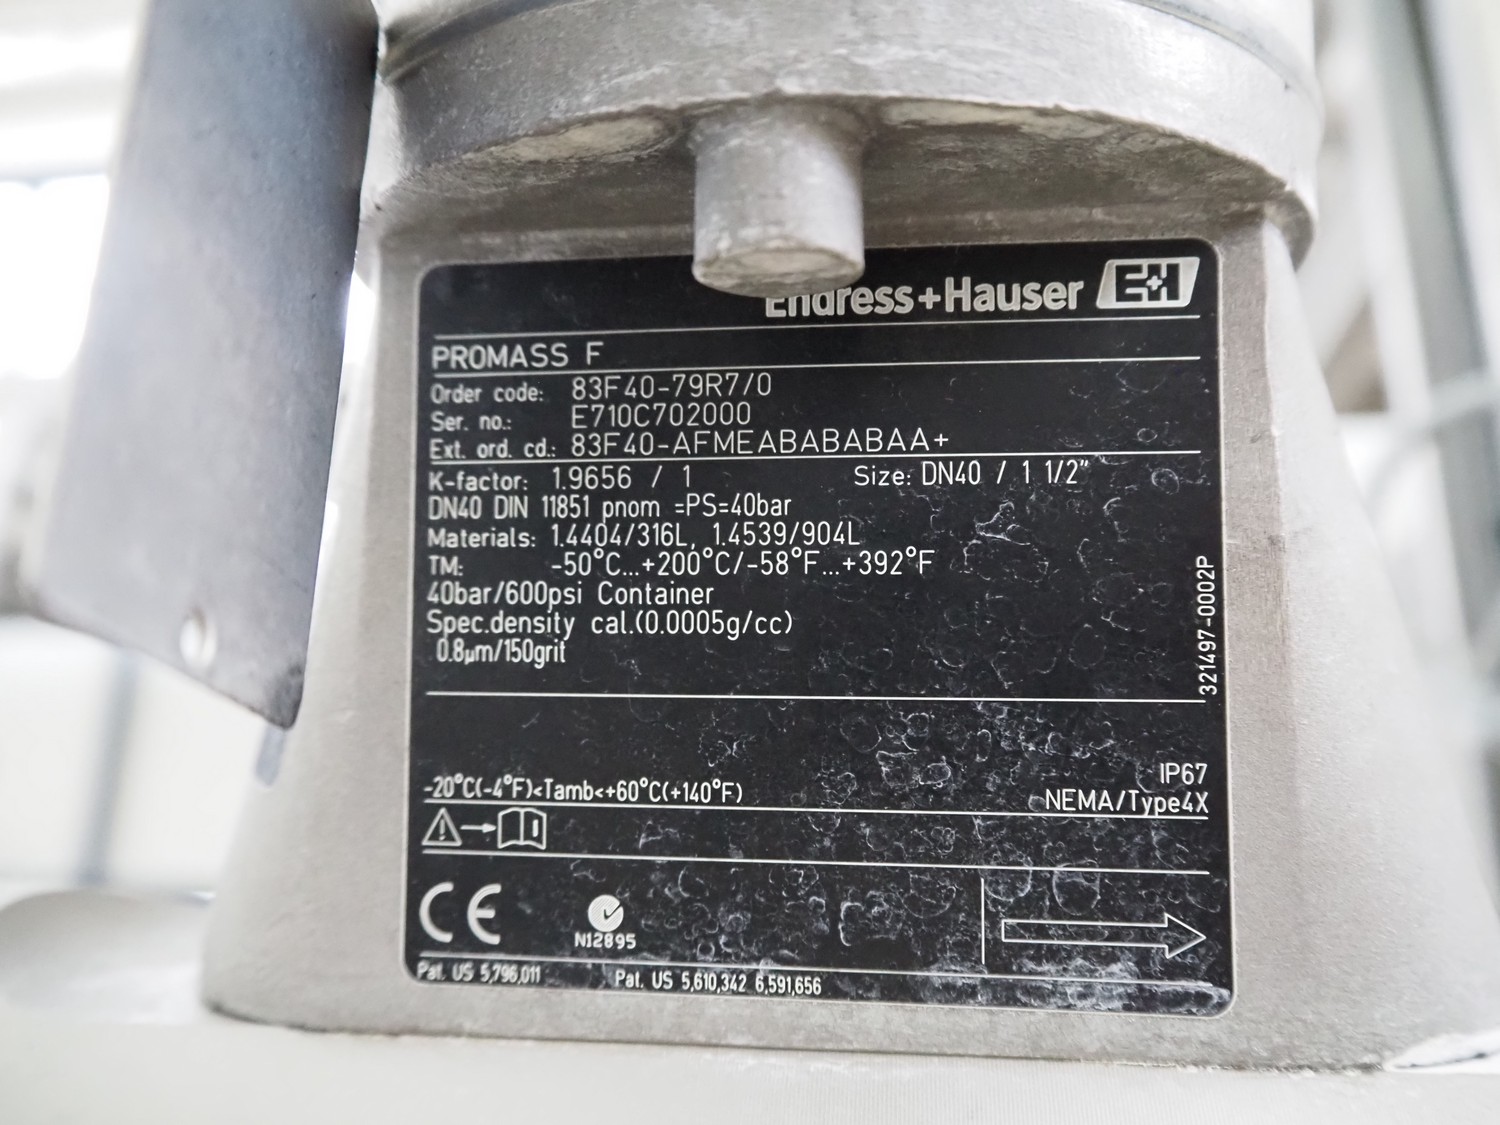 Endress+Hauser E+H
PROMASS F
Order code: 83F40-79R7/0
Ser. no.: E710C702000
Ext. ord. cd.: 83F40-AFMEABABABAA+
K-factor: 1.9656 / 1 Size: DN40 / 1 1/2"
DN40 DIN 11851 pnom =PS=40bar
Materials: 1.4404/316L, 1.4539/904L
TM: -50°C...+200°C/-58°F...+392°F
40bar/600psi Container
Spec.density cal.(0.0005g/cc)
0.8µm/150grit
321497-0002P
IP67
-20°C(-4°F)<Tamb<+60°C(+140°F) NEMA/Type4X
CE N12895
Pat. US 5,796,011 Pat. US 5,610,342 6,591,656